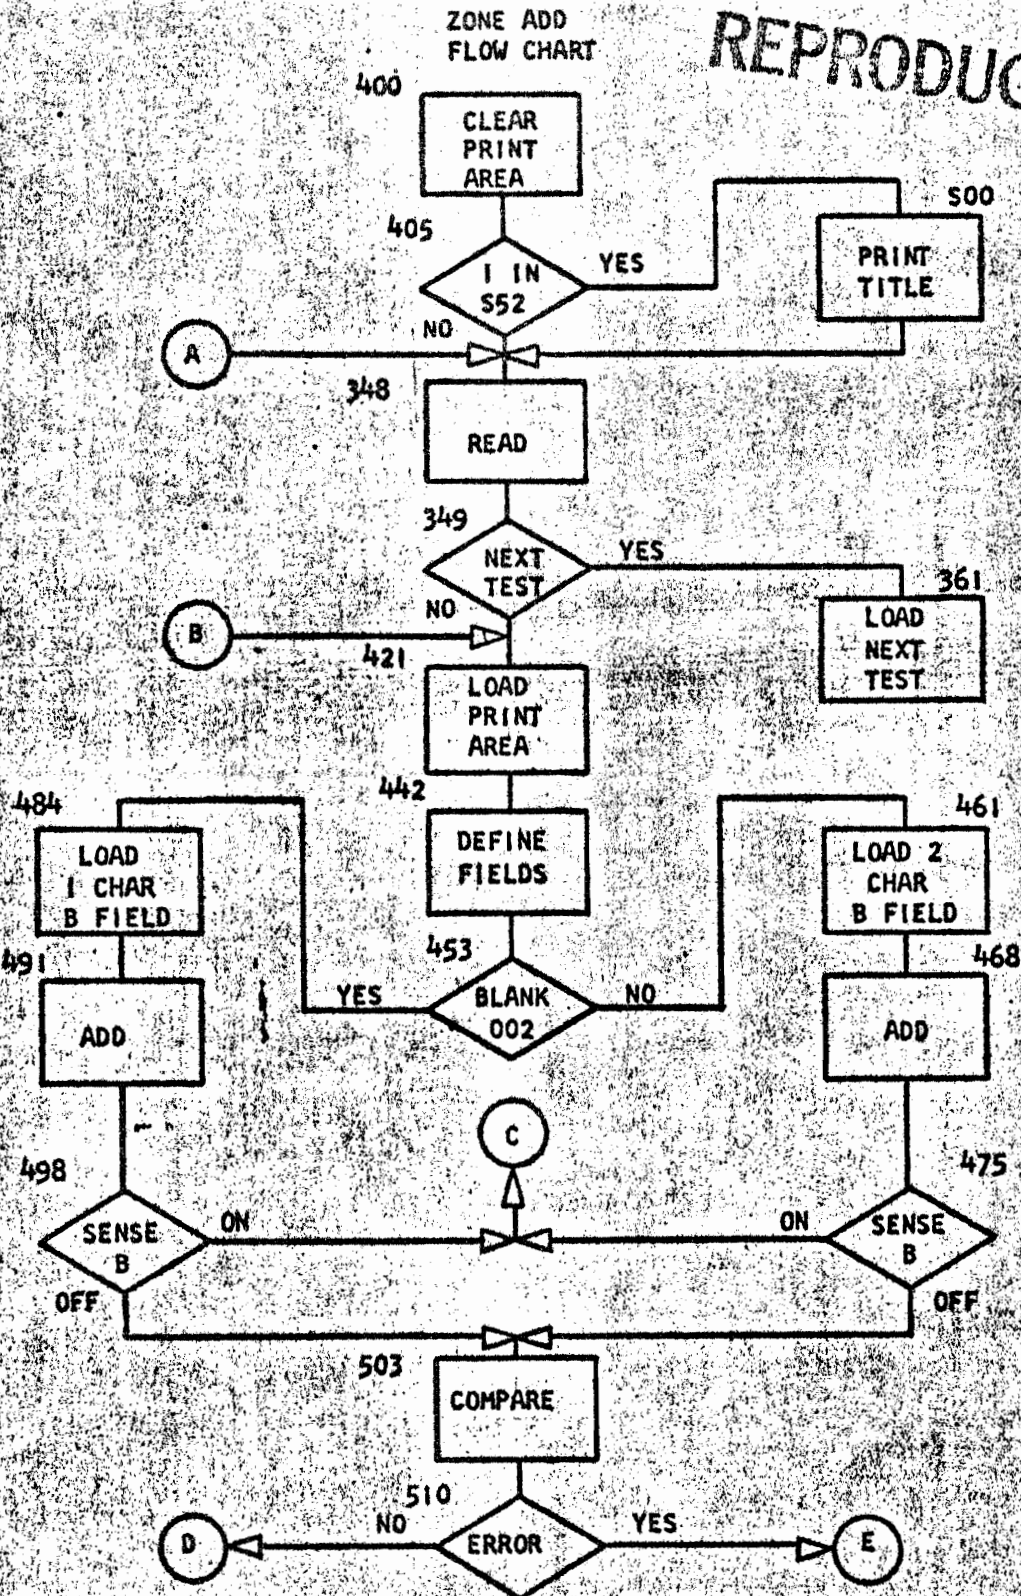 ZONE ADD
FLOW CHART
REPRODUC
400
CLEAR
PRINT
AREA
405
1 IN
S52
YES
NO
S00
PRINT
TITLE
A
348
READ
349
NEXT
TEST
YES
NO
361
LOAD
NEXT
TEST
B
421
LOAD
PRINT
AREA
442
DEFINE
FIELDS
484
LOAD
1 CHAR
B FIELD
461
LOAD 2
CHAR
B FIELD
453
BLANK
002
YES
NO
491
ADD
468
ADD
C
498
SENSE
B
ON
OFF
475
SENSE
B
ON
OFF
503
COMPARE
510
ERROR
NO
YES
D
E